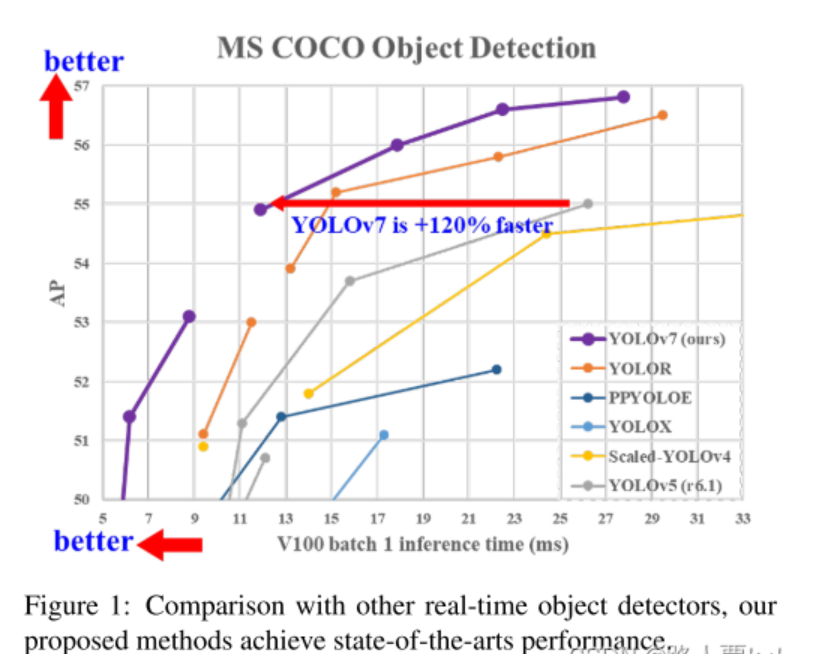 MS COCO Object Detection
better
57
56
55
54
53
52
51
50
AP
YOLOv7 is +120% faster
YOLOv7 (ours)
YOLOR
PPYOLOE
YOLOX
Scaled-YOLOv4
YOLOv5 (r6.1)
5 7 9 11 13 15 17 19 21 23 25 27 29 31 33
better
V100 batch 1 inference time (ms)
Figure 1: Comparison with other real-time object detectors, our
proposed methods achieve state-of-the-arts performance.